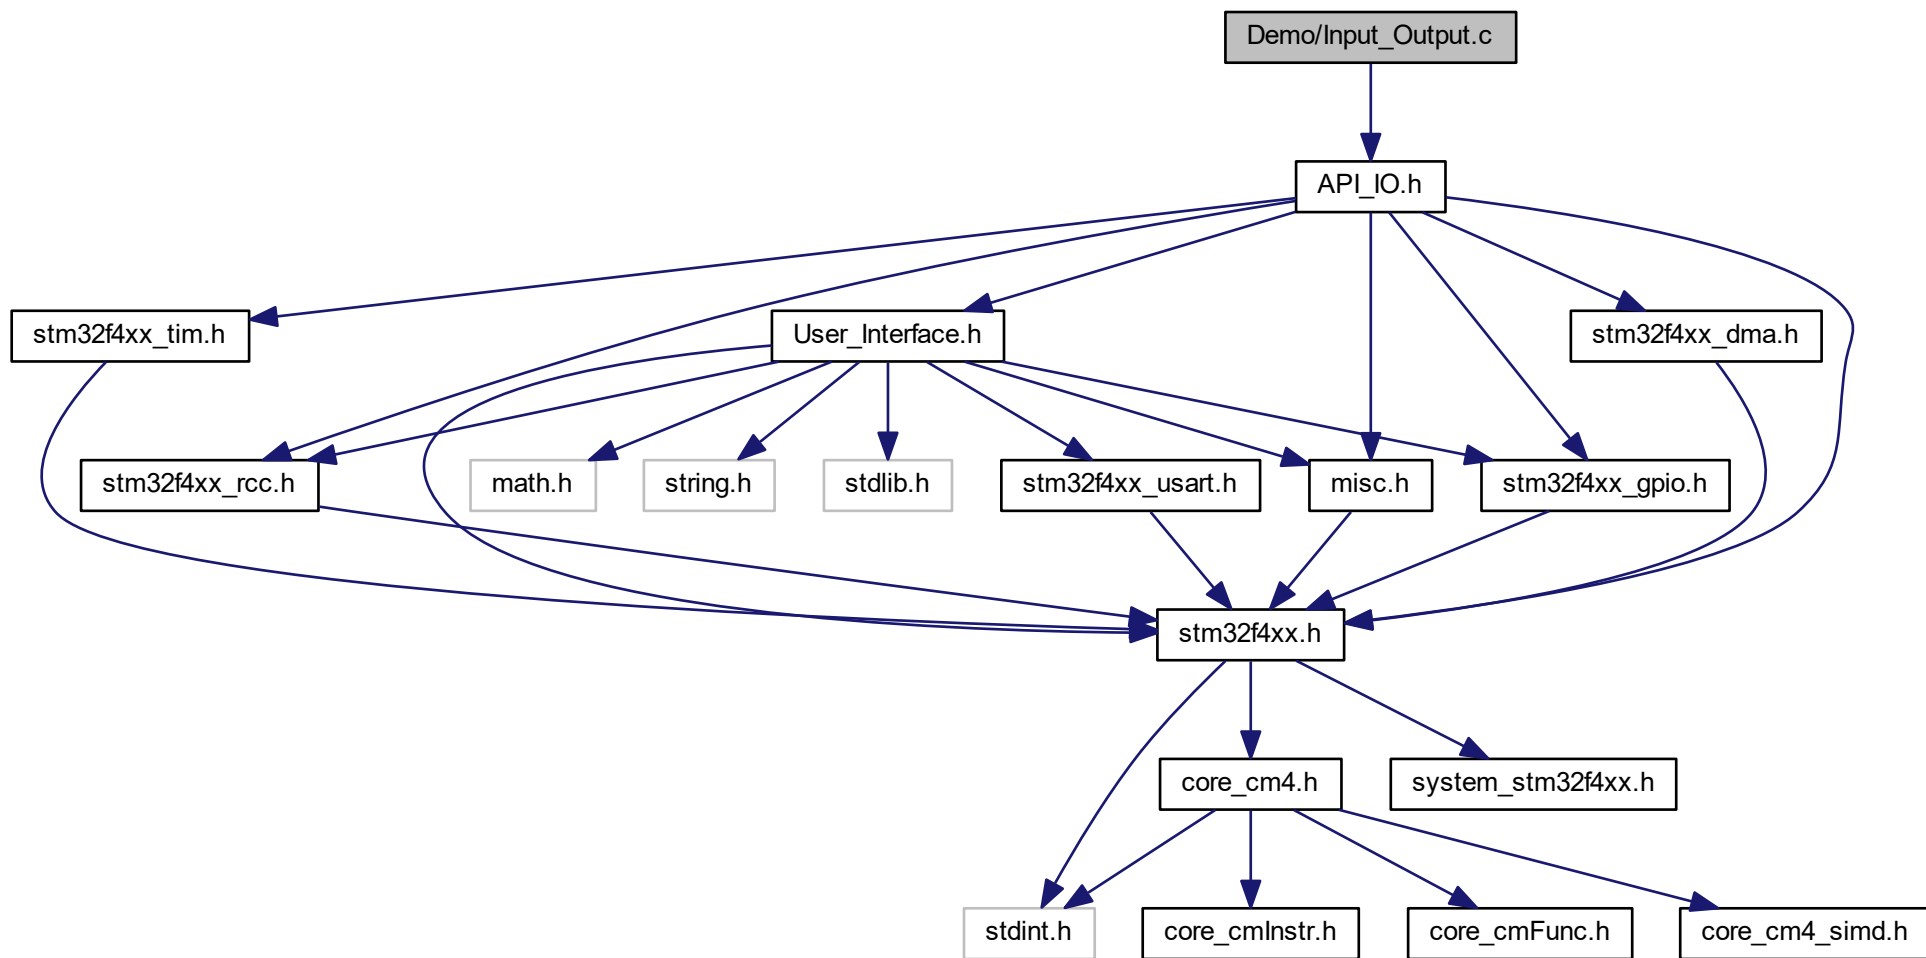 Demo/Input_Output.c
API_IO.h
stm32f4xx_tim.h
User_Interface.h
stm32f4xx_dma.h
stm32f4xx_rcc.h
math.h
string.h
stdlib.h
stm32f4xx_usart.h
misc.h
stm32f4xx_gpio.h
stm32f4xx.h
core_cm4.h
system_stm32f4xx.h
stdint.h
core_cmInstr.h
core_cmFunc.h
core_cm4_simd.h